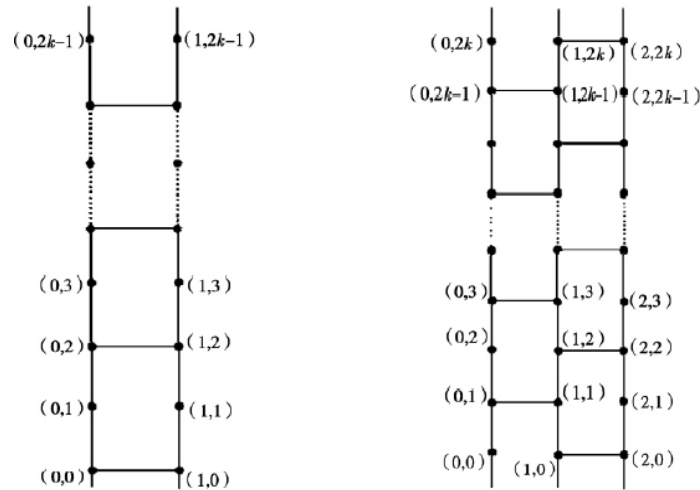 (0,2k-1) (1,2k-1)
(0,3) (1,3)
(0,2) (1,2)
(0,1) (1,1)
(0,0) (1,0)
(0,2k) (1,2k) (2,2k)
(0,2k-1) (1,2k-1) (2,2k-1)
(0,3) (1,3) (2,3)
(0,2) (1,2) (2,2)
(0,1) (1,1) (2,1)
(0,0) (1,0) (2,0)